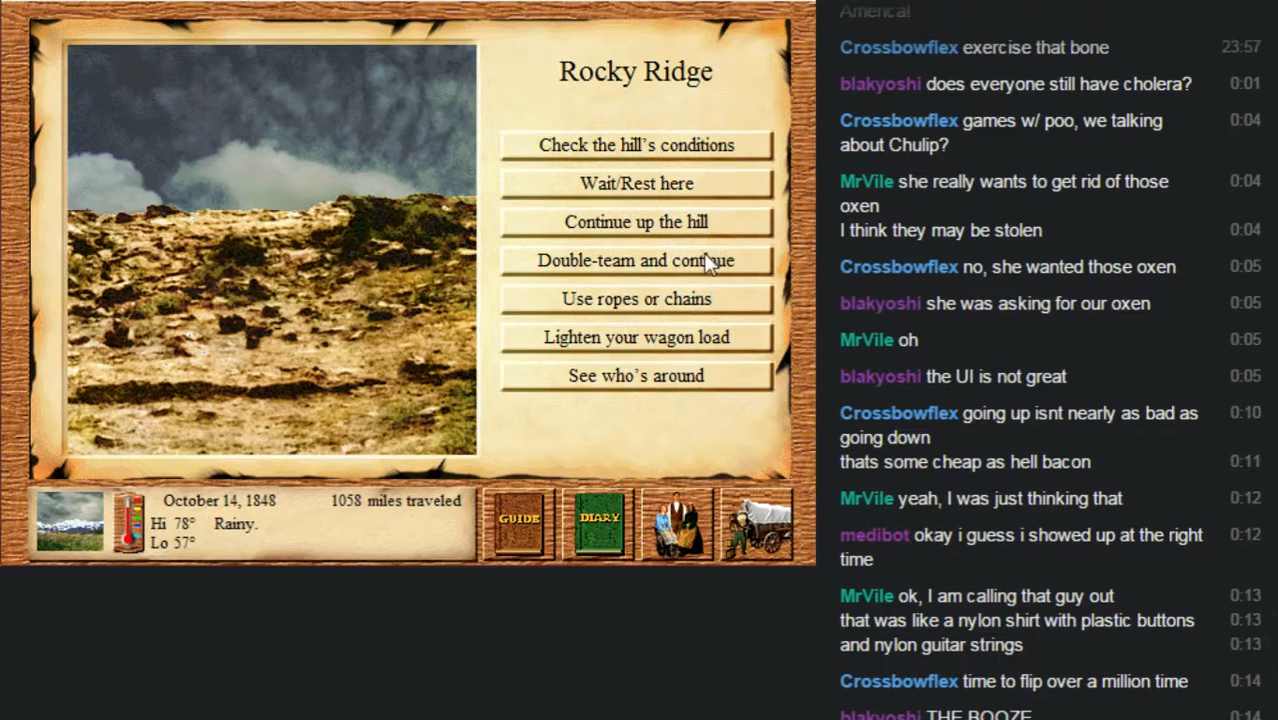 Rocky Ridge
Check the hill's conditions
Wait/Rest here
Continue up the hill
Double-team and continue
Use ropes or chains
Lighten your wagon load
See who's around
October 14, 1848 1058 miles traveled
Hi 78° Rainy.
Lo 57°
GUIDE
DIARY
America!
Crossbowflex exercise that bone 23:57
blakyoshi does everyone still have cholera? 0:01
Crossbowflex games w/ poo, we talking 0:04
about Chulip?
MrVile she really wants to get rid of those 0:04
oxen
I think they may be stolen 0:04
Crossbowflex no, she wanted those oxen 0:05
blakyoshi she was asking for our oxen 0:05
MrVile oh 0:05
blakyoshi the UI is not great 0:05
Crossbowflex going up isnt nearly as bad as 0:10
going down
thats some cheap as hell bacon 0:11
MrVile yeah, I was just thinking that 0:12
medibot okay i guess i showed up at the right 0:12
time
MrVile ok, I am calling that guy out 0:13
that was like a nylon shirt with plastic buttons 0:13
and nylon guitar strings 0:13
Crossbowflex time to flip over a million time 0:14
blakyoshi THE BOOZE 0:14